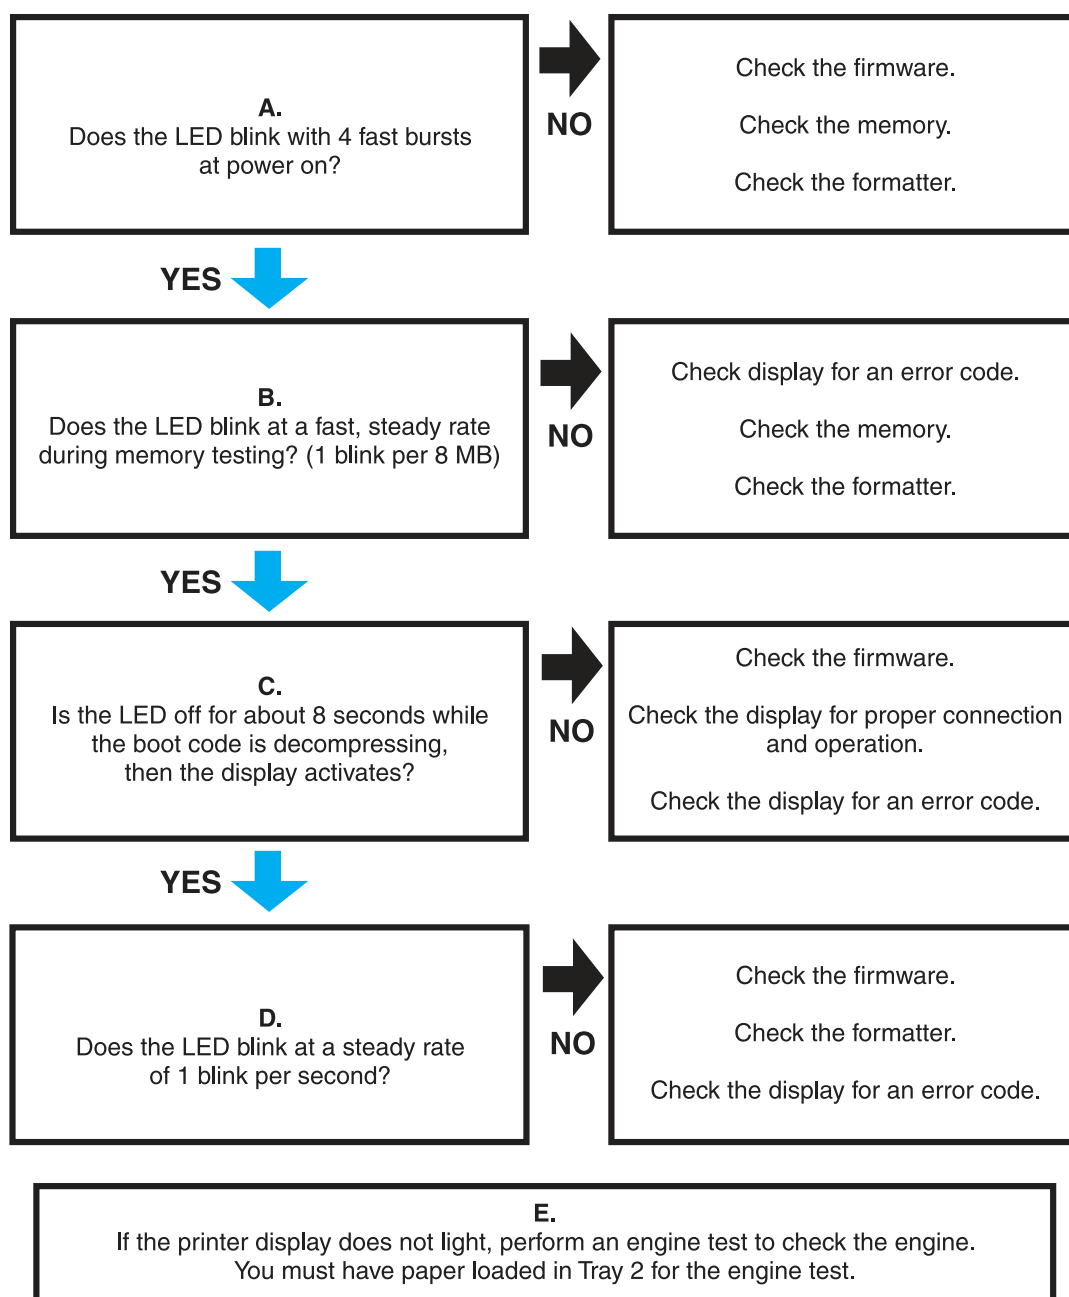 A.
Does the LED blink with 4 fast bursts
at power on?
NO
Check the firmware.
Check the memory.
Check the formatter.
YES
B.
Does the LED blink at a fast, steady rate
during memory testing? (1 blink per 8 MB)
NO
Check display for an error code.
Check the memory.
Check the formatter.
YES
C.
Is the LED off for about 8 seconds while
the boot code is decompressing,
then the display activates?
NO
Check the firmware.
Check the display for proper connection
and operation.
Check the display for an error code.
YES
D.
Does the LED blink at a steady rate
of 1 blink per second?
NO
Check the firmware.
Check the formatter.
Check the display for an error code.
E.
If the printer display does not light, perform an engine test to check the engine.
You must have paper loaded in Tray 2 for the engine test.